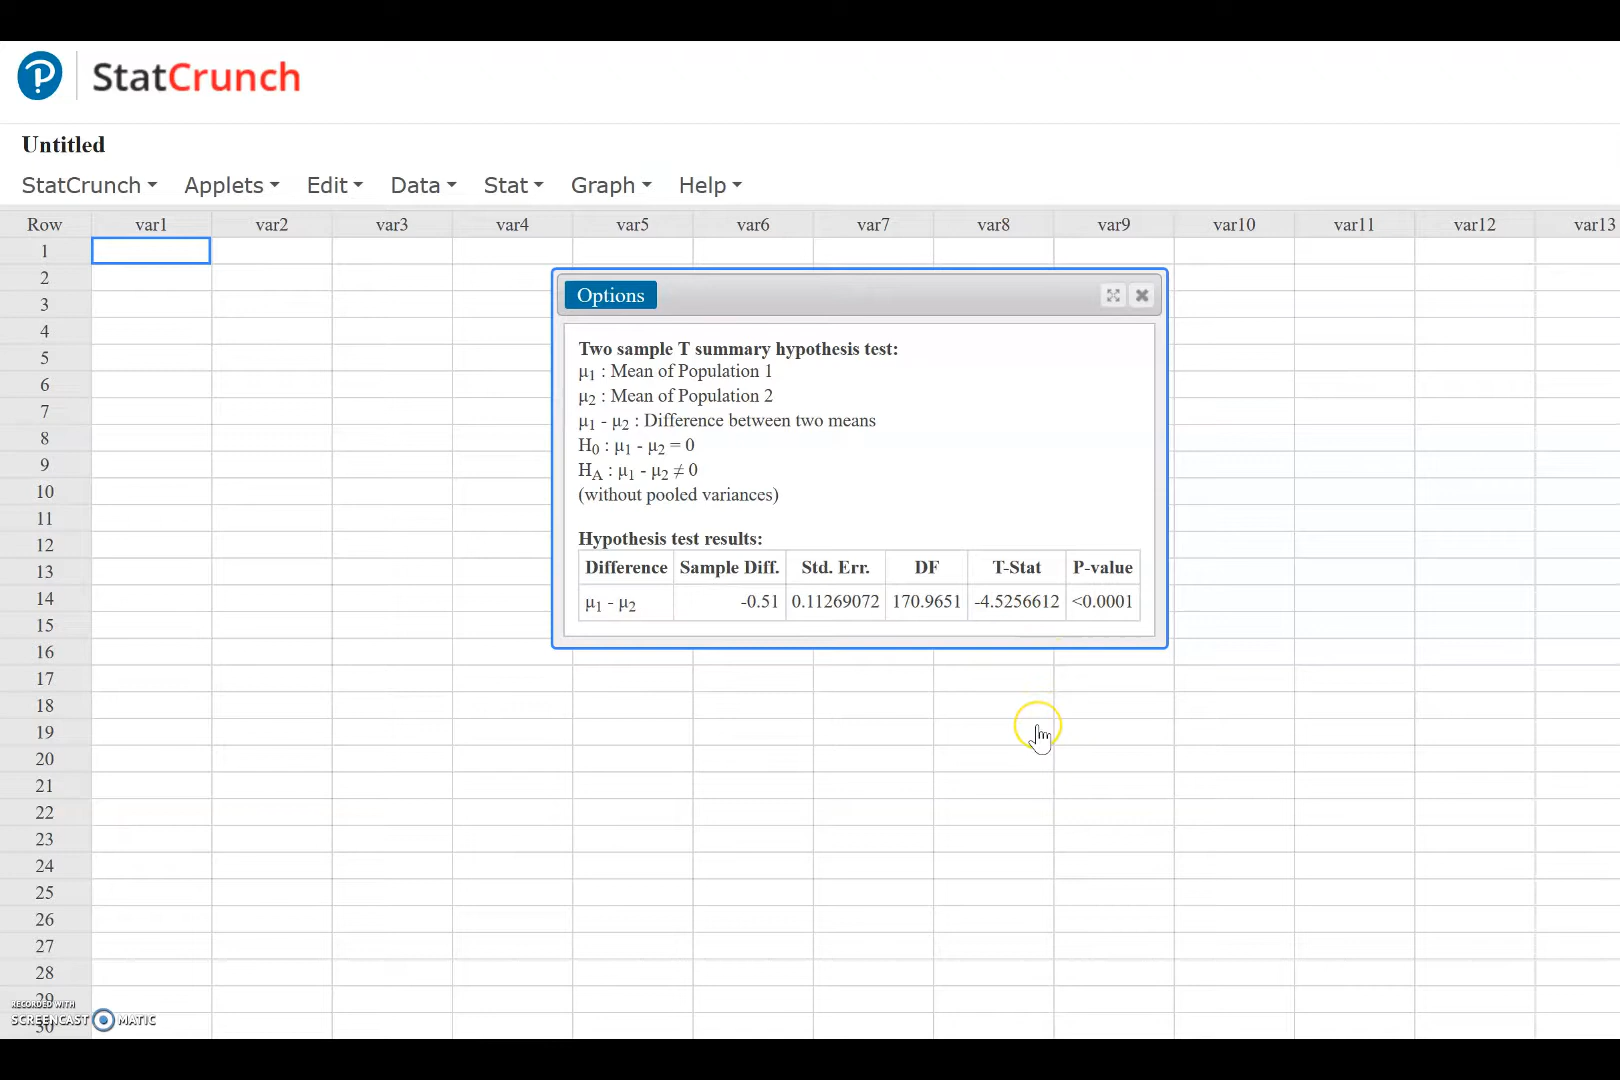 StatCrunch
Untitled
StatCrunch Applets Edit Data Stat Graph Help
Row var1 var2 var3 var4 var5 var6 var7 var8 var9 var10 var11 var12 var13
1
2
3
4
5
6
7
8
9
10
11
12
13
14
15
16
17
18
19
20
21
22
23
24
25
26
27
28
29
30
Options
Two sample T summary hypothesis test:
μ1 : Mean of Population 1
μ2 : Mean of Population 2
μ1 - μ2 : Difference between two means
H0 : μ1 - μ2 = 0
HA : μ1 - μ2 ≠ 0
(without pooled variances)
Hypothesis test results:
Difference Sample Diff. Std. Err. DF T-Stat P-value
μ1 - μ2 -0.51 0.11269072 170.9651 -4.5256612 <0.0001
RECORDED WITH
SCREENCAST MATIC